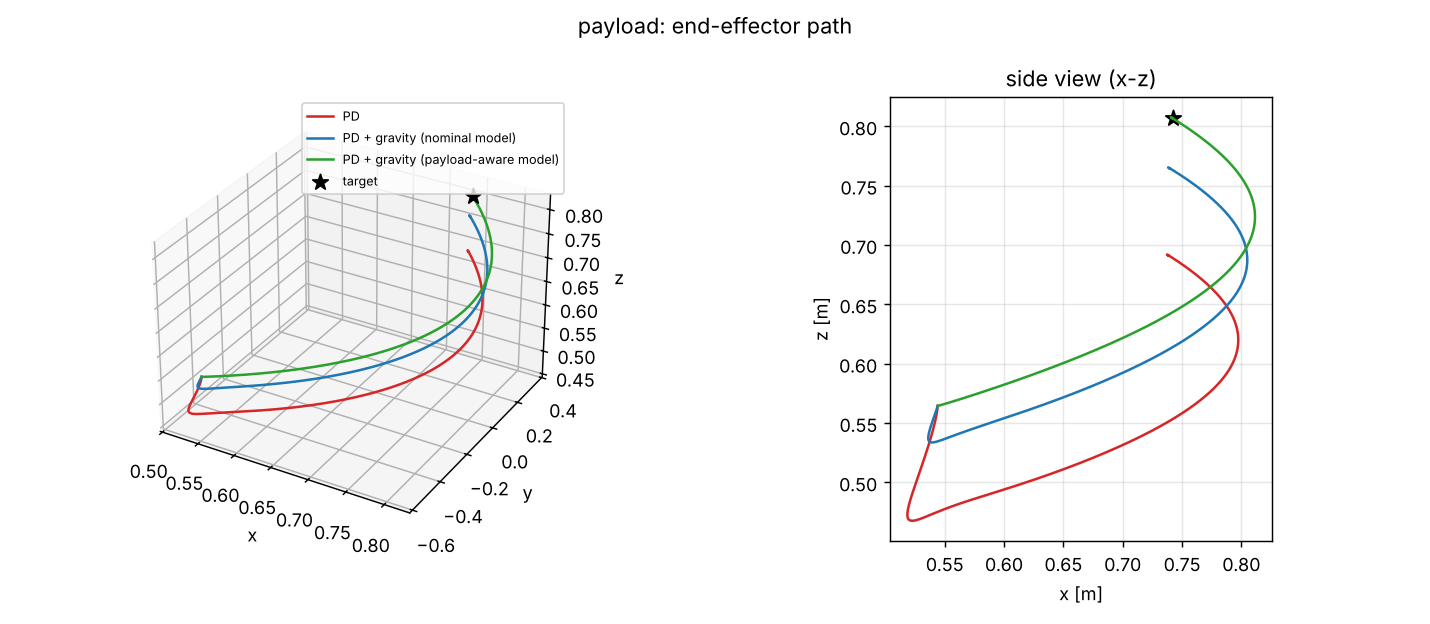 payload: end-effector path
PD
PD + gravity (nominal model)
PD + gravity (payload-aware model)
target
0.80
0.75
0.70
0.65
0.60
0.55
0.50
0.45
z
0.4
0.2
0.0
−0.2
−0.4
−0.6
y
0.50
0.55
0.60
0.65
0.70
0.75
0.80
x
side view (x-z)
0.80
0.75
0.70
0.65
0.60
0.55
0.50
z [m]
0.55 0.60 0.65 0.70 0.75 0.80
x [m]